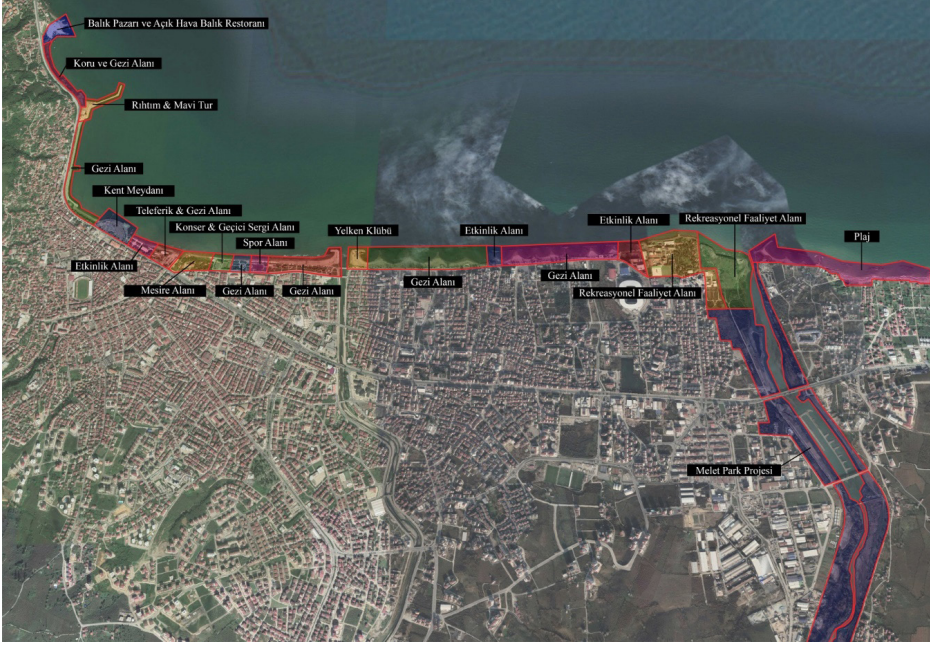 Balık Pazarı ve Açık Hava Balık Restoranı
Koru ve Gezi Alanı
Rıhtım & Mavi Tur
Gezi Alanı
Kent Meydanı
Teleferik & Gezi Alanı
Konser & Geçici Sergi Alanı
Spor Alanı
Yelken Klübü
Etkinlik Alanı
Etkinlik Alanı
Rekreasyonel Faaliyet Alanı
Plaj
Etkinlik Alanı
Mesire Alanı
Gezi Alanı
Gezi Alanı
Gezi Alanı
Gezi Alanı
Rekreasyonel Faaliyet Alanı
Melet Park Projesi